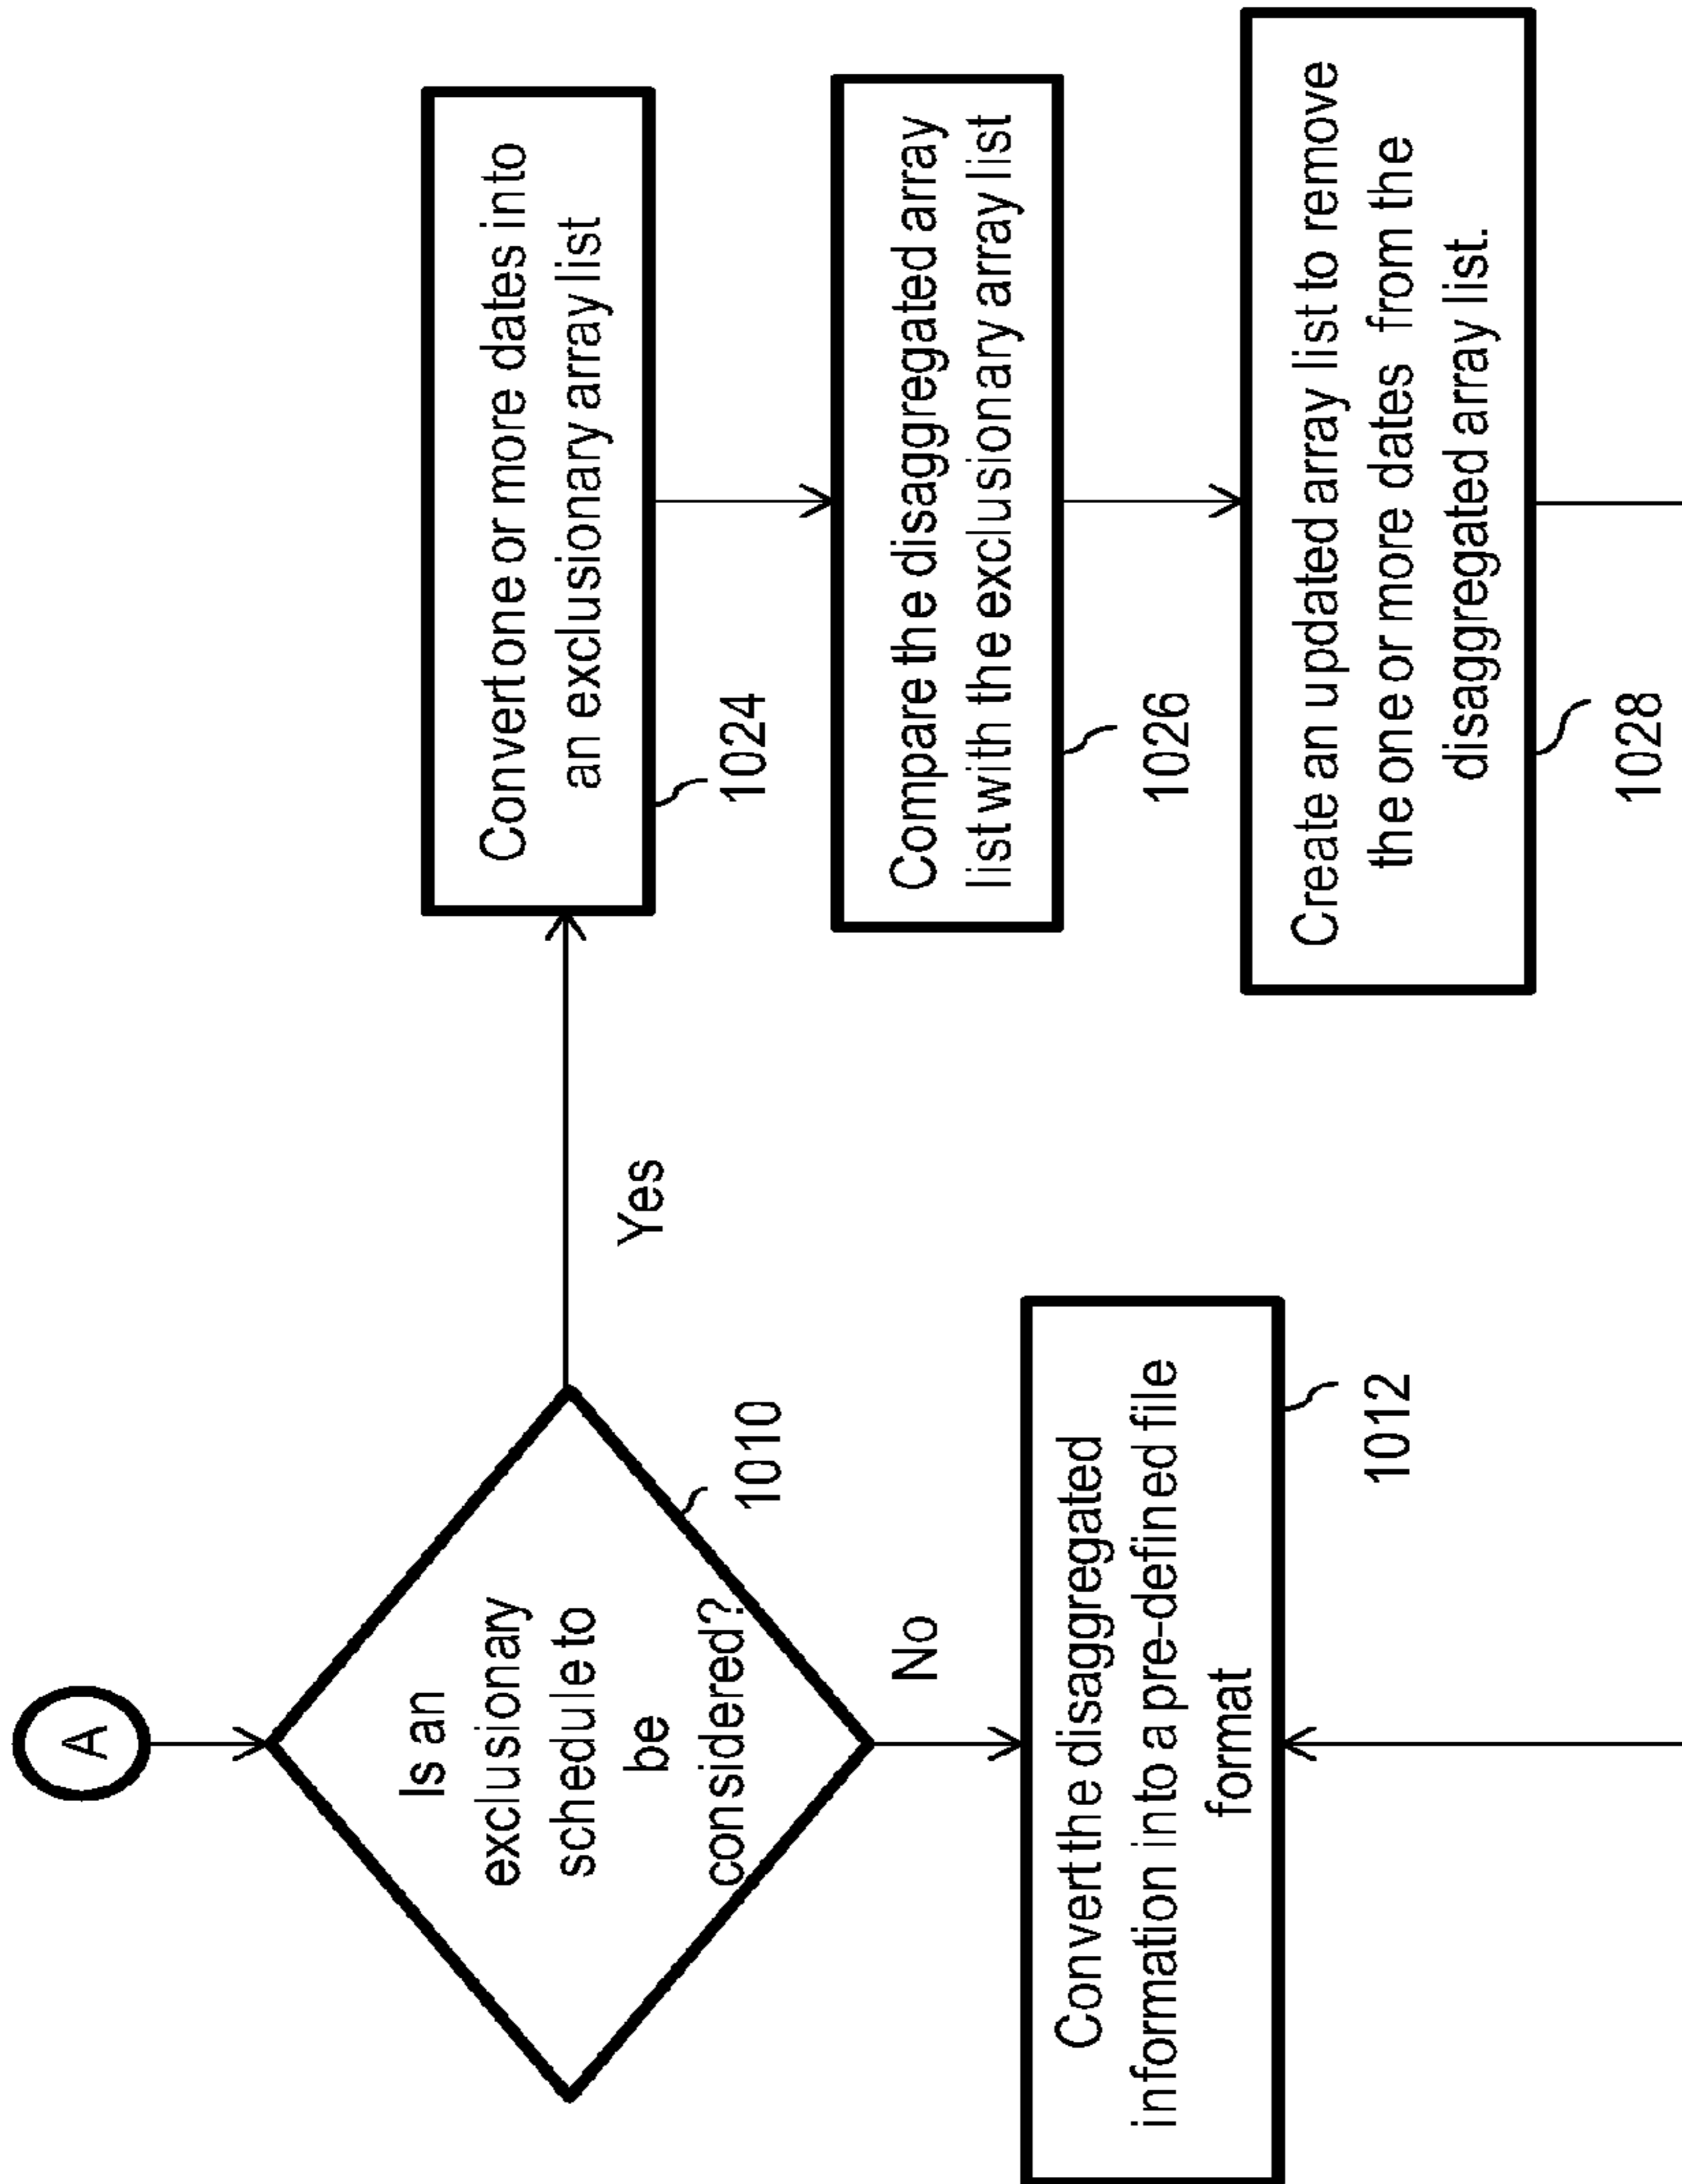 A
Is an
exclusionary
schedule to
be
considered?
1010
Yes
No
Convert the disaggregated
information into a pre-defined file
format
1012
Convert one or more dates into
an exclusionary array list
1024
Compare the disaggregated array
list with the exclusionary array list
1026
Create an updated array list to remove
the one or more dates from the
disaggregated array list.
1028